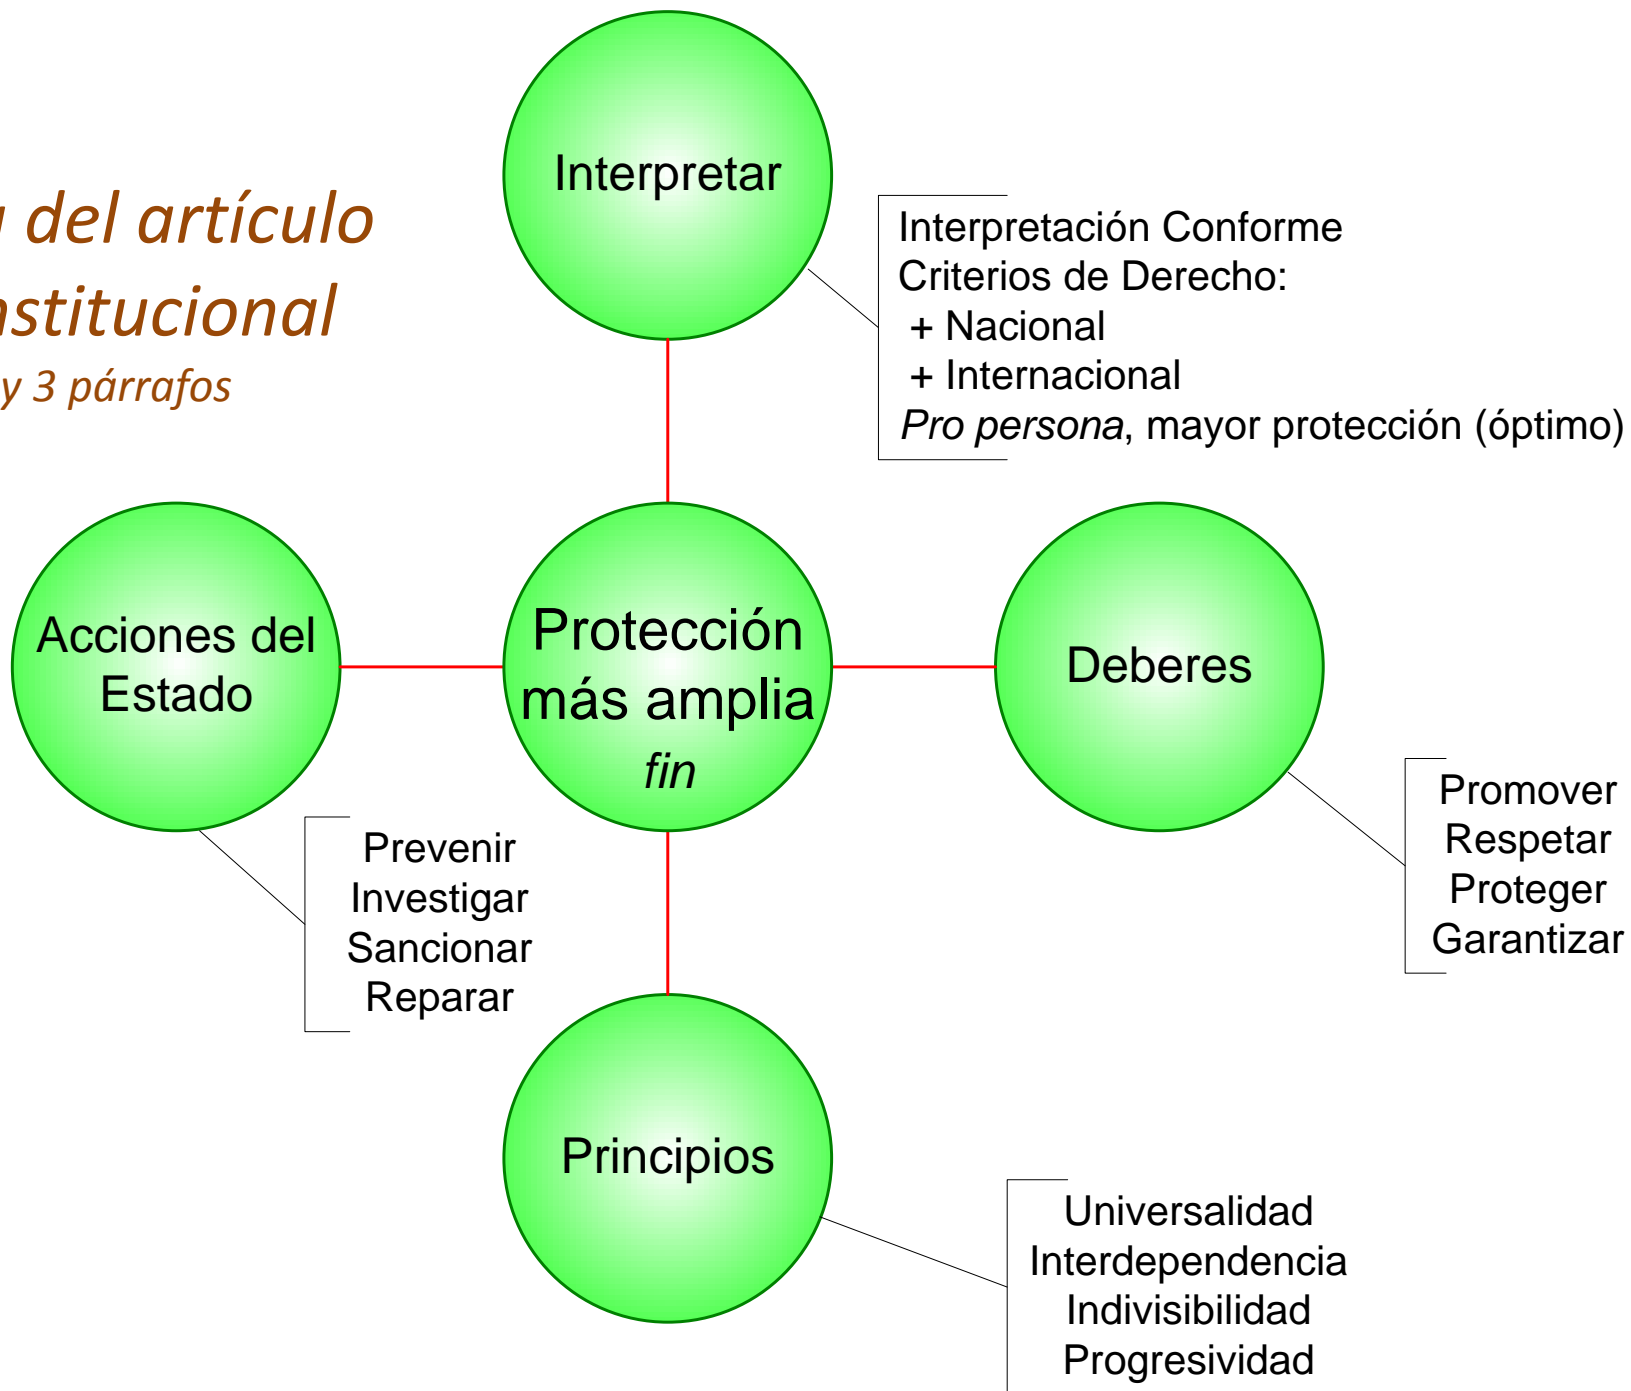 del artículo
nstitucional
y 3 párrafos
Interpretar
Interpretación Conforme
Criterios de Derecho:
+ Nacional
+ Internacional
Pro persona, mayor protección (óptimo)
Acciones del
Estado
Prevenir
Investigar
Sancionar
Reparar
Protección
más amplia
fin
Deberes
Promover
Respetar
Proteger
Garantizar
Principios
Universalidad
Interdependencia
Indivisibilidad
Progresividad